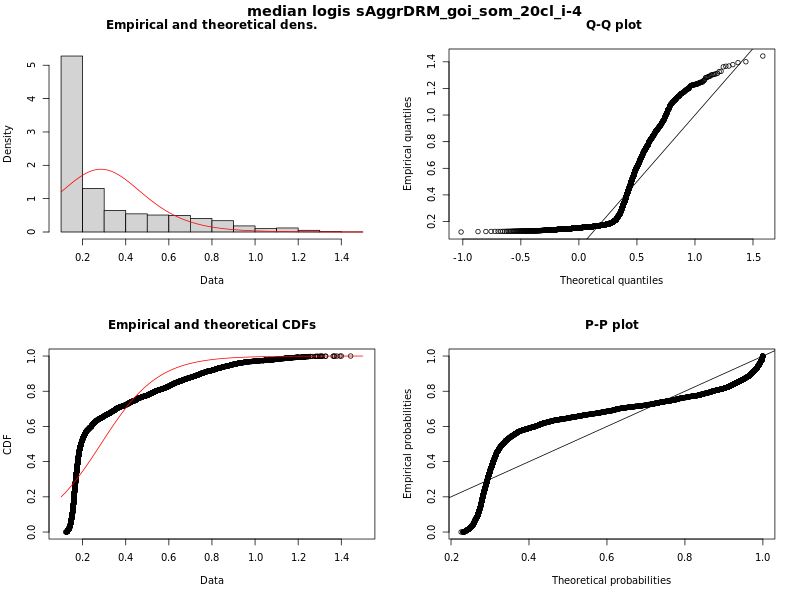 median logis sAggrDRM_goi_som_20cl_i-4
Empirical and theoretical dens.
Density
0 1 2 3 4 5
0.2 0.4 0.6 0.8 1.0 1.2 1.4
Data
Q-Q plot
Empirical quantiles
0.2 0.4 0.6 0.8 1.0 1.2 1.4
-1.0 -0.5 0.0 0.5 1.0 1.5
Theoretical quantiles
Empirical and theoretical CDFs
CDF
0.0 0.2 0.4 0.6 0.8 1.0
0.2 0.4 0.6 0.8 1.0 1.2 1.4
Data
P-P plot
Empirical probabilities
0.0 0.2 0.4 0.6 0.8 1.0
0.2 0.4 0.6 0.8 1.0
Theoretical probabilities